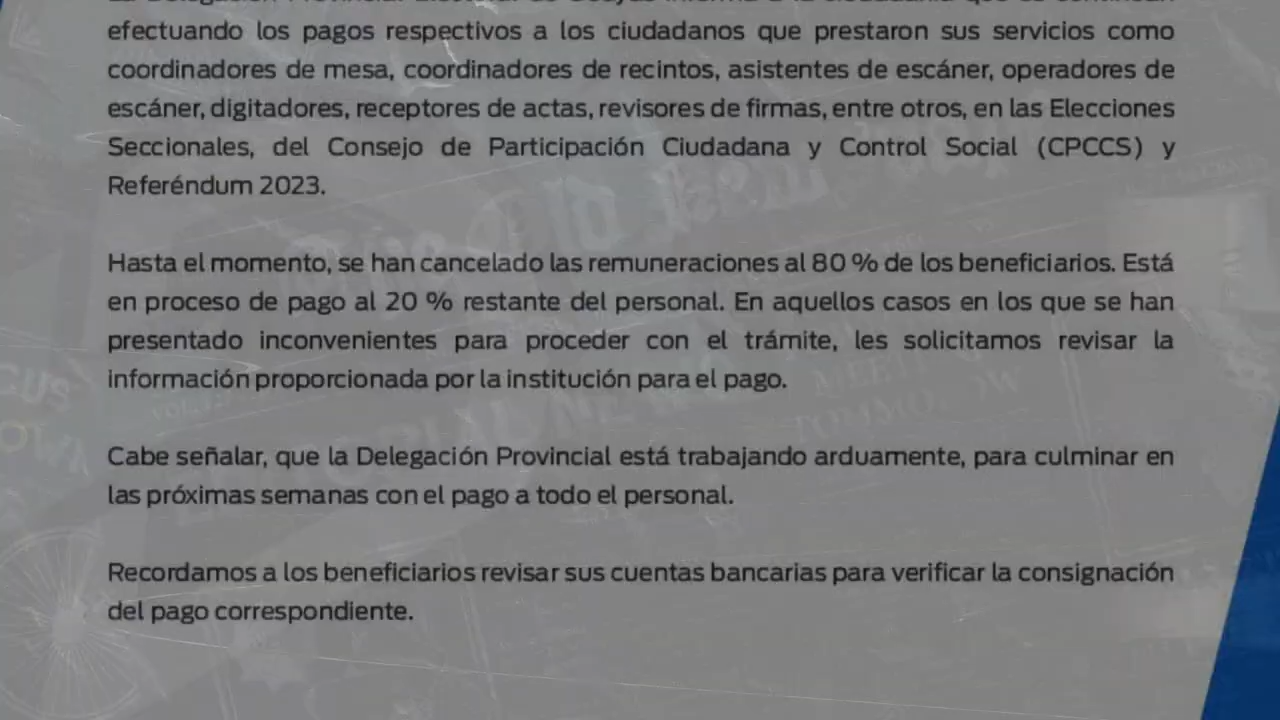 efectuando los pagos respectivos a los ciudadanos que prestaron sus servicios como
coordinadores de mesa, coordinadores de recintos, asistentes de escáner, operadores de
escáner, digitadores, receptores de actas, revisores de firmas, entre otros, en las Elecciones
Seccionales, del Consejo de Participación Ciudadana y Control Social (CPCCS) y
Referéndum 2023.
Hasta el momento, se han cancelado las remuneraciones al 80 % de los beneficiarios. Está
en proceso de pago al 20 % restante del personal. En aquellos casos en los que se han
presentado inconvenientes para proceder con el trámite, les solicitamos revisar la
información proporcionada por la institución para el pago.
Cabe señalar, que la Delegación Provincial está trabajando arduamente, para culminar en
las próximas semanas con el pago a todo el personal.
Recordamos a los beneficiarios revisar sus cuentas bancarias para verificar la consignación
del pago correspondiente.